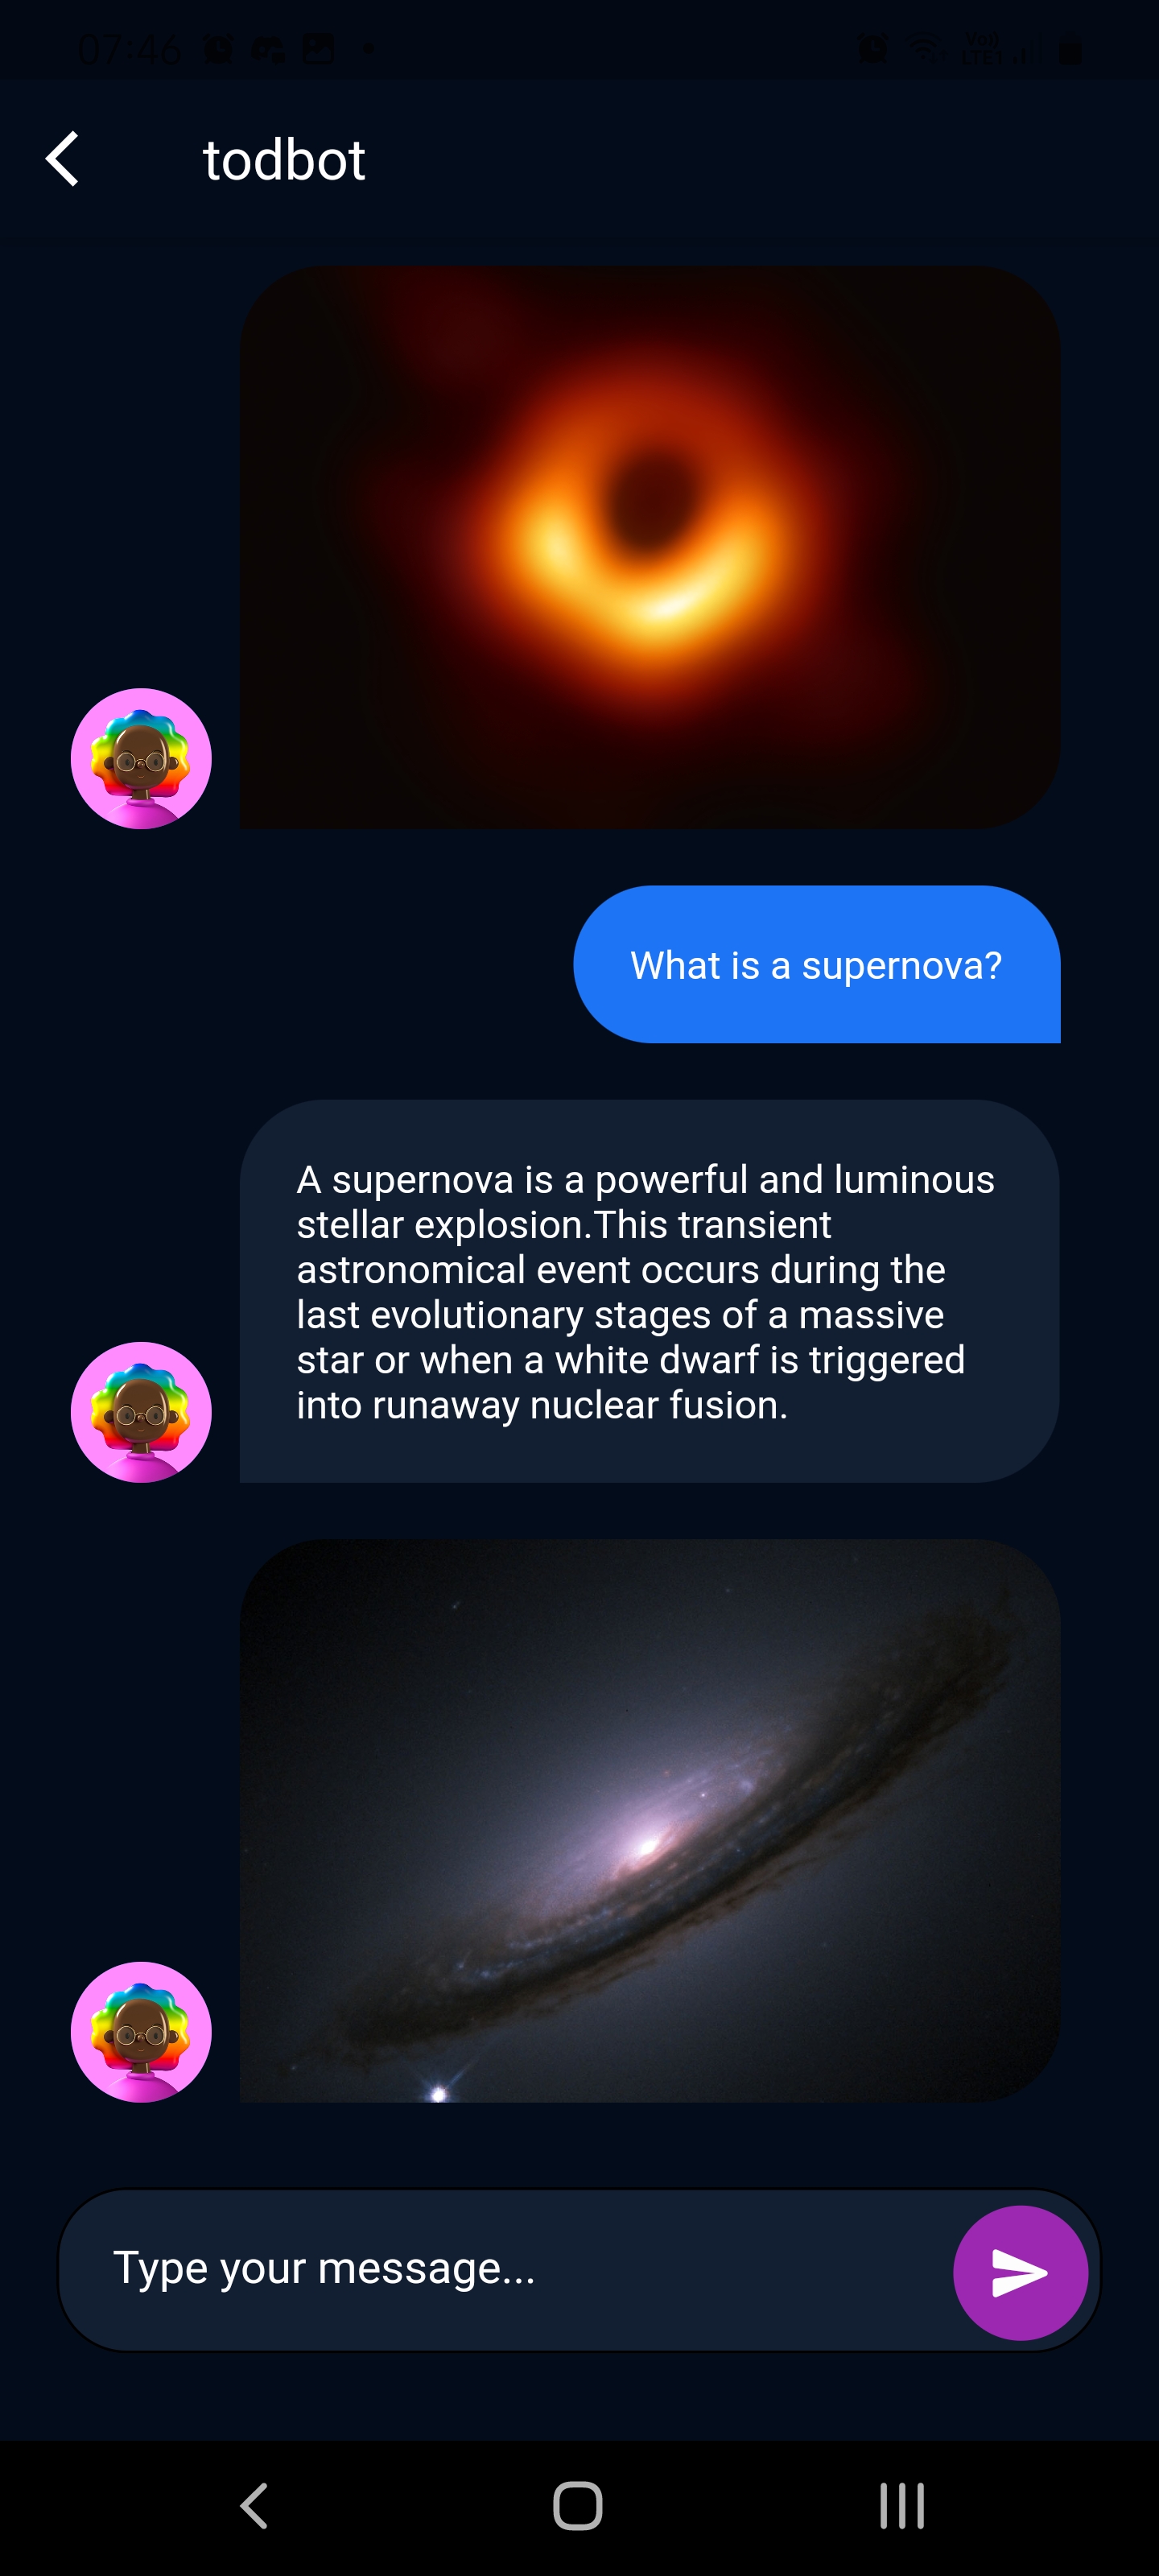 07:46
Vo))
LTE1
todbot
What is a supernova?
A supernova is a powerful and luminous
stellar explosion.This transient
astronomical event occurs during the
last evolutionary stages of a massive
star or when a white dwarf is triggered
into runaway nuclear fusion.
Type your message...